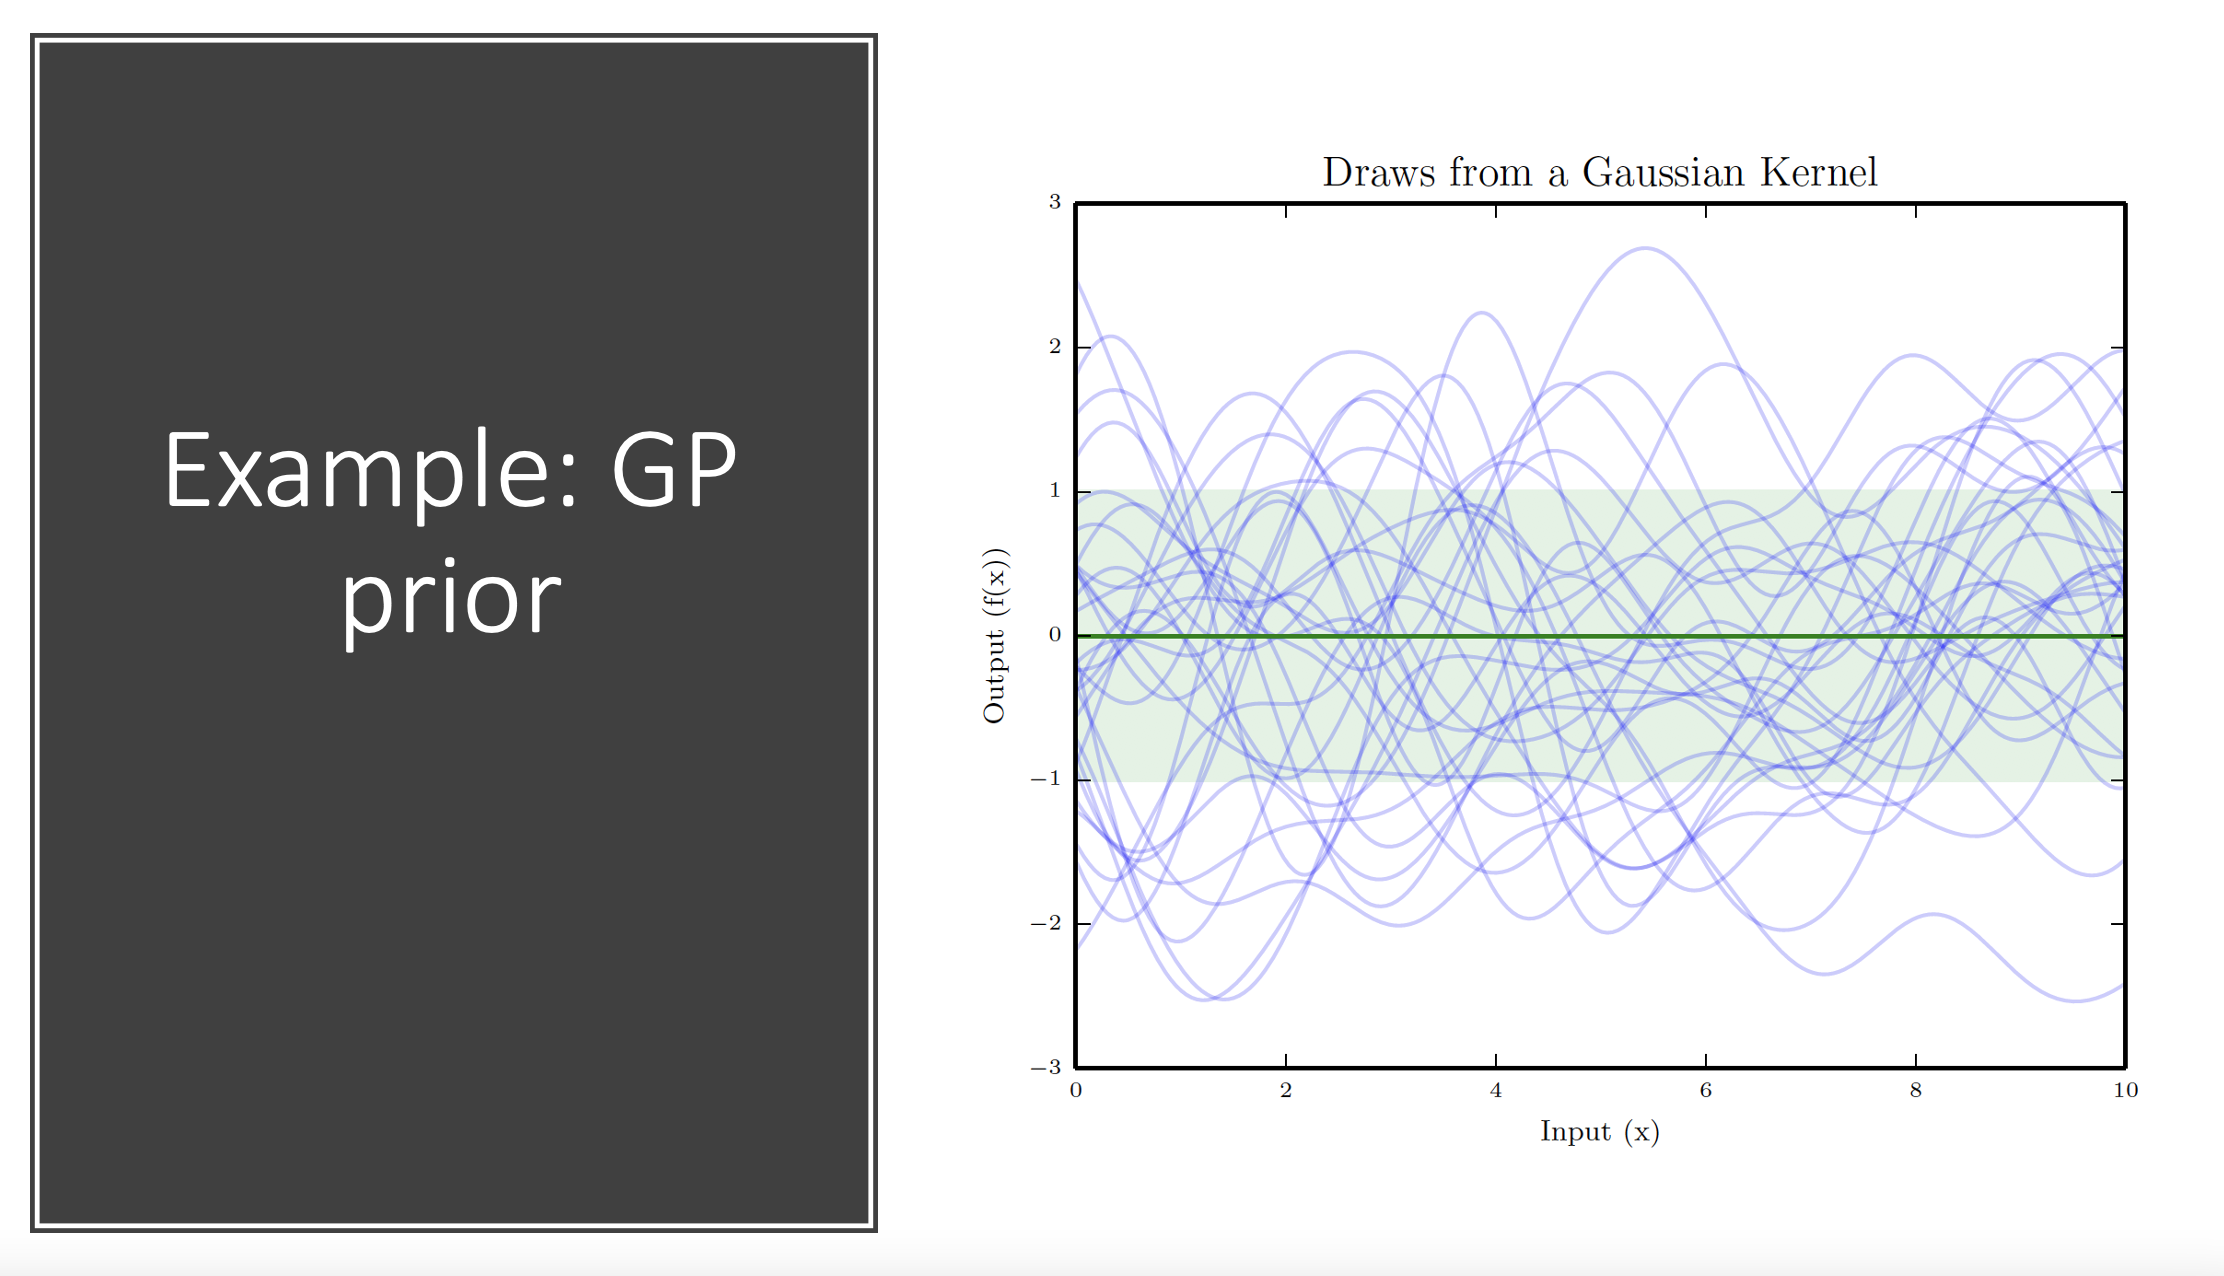 Example: GP
prior
Draws from a Gaussian Kernel
3
2
1
0
−1
−2
−3
Output (f(x))
0 2 4 6 8 10
Input (x)